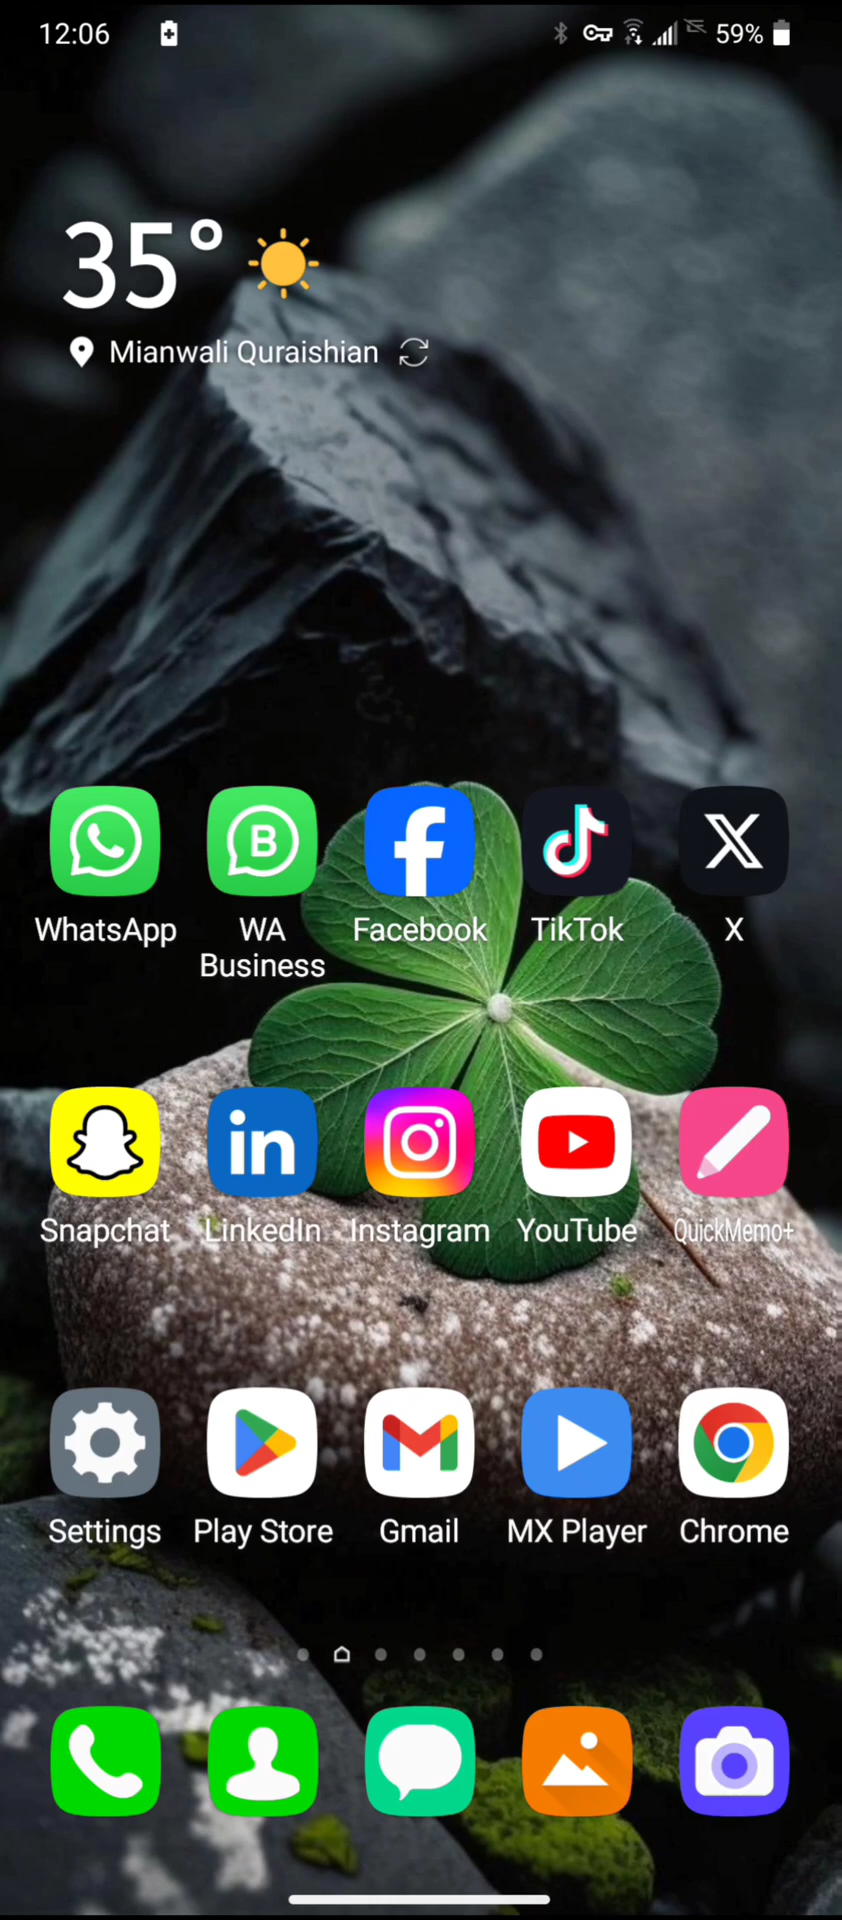 12:06
59%
35°
Mianwali Quraishian
WhatsApp
WA Business
Facebook
TikTok
X
Snapchat
LinkedIn
Instagram
YouTube
QuickMemo+
Settings
Play Store
Gmail
MX Player
Chrome